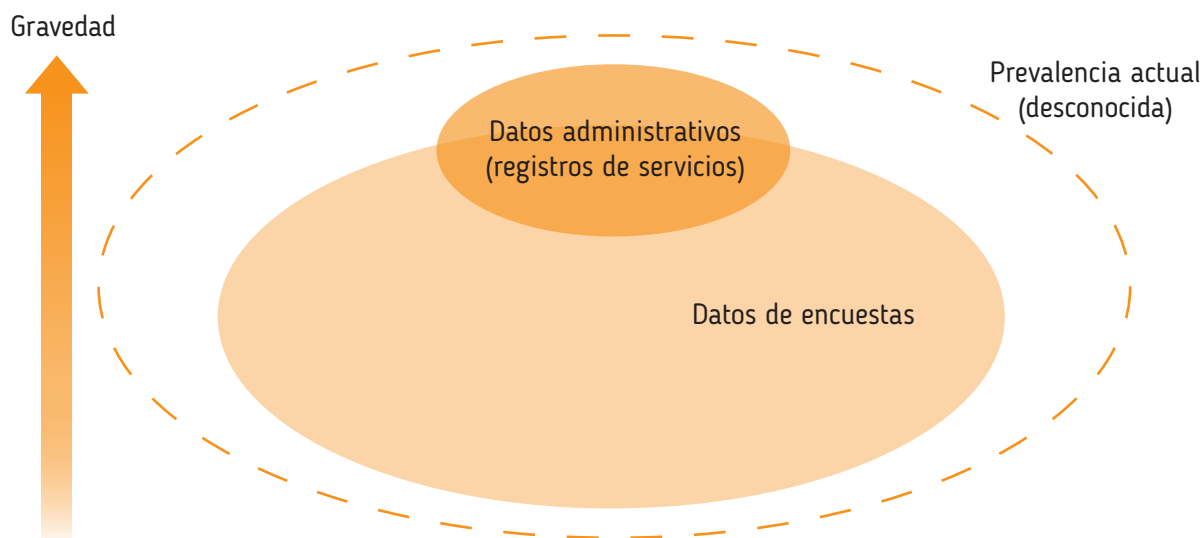 Gravedad
Prevalencia actual
(desconocida)
Datos administrativos
(registros de servicios)
Datos de encuestas